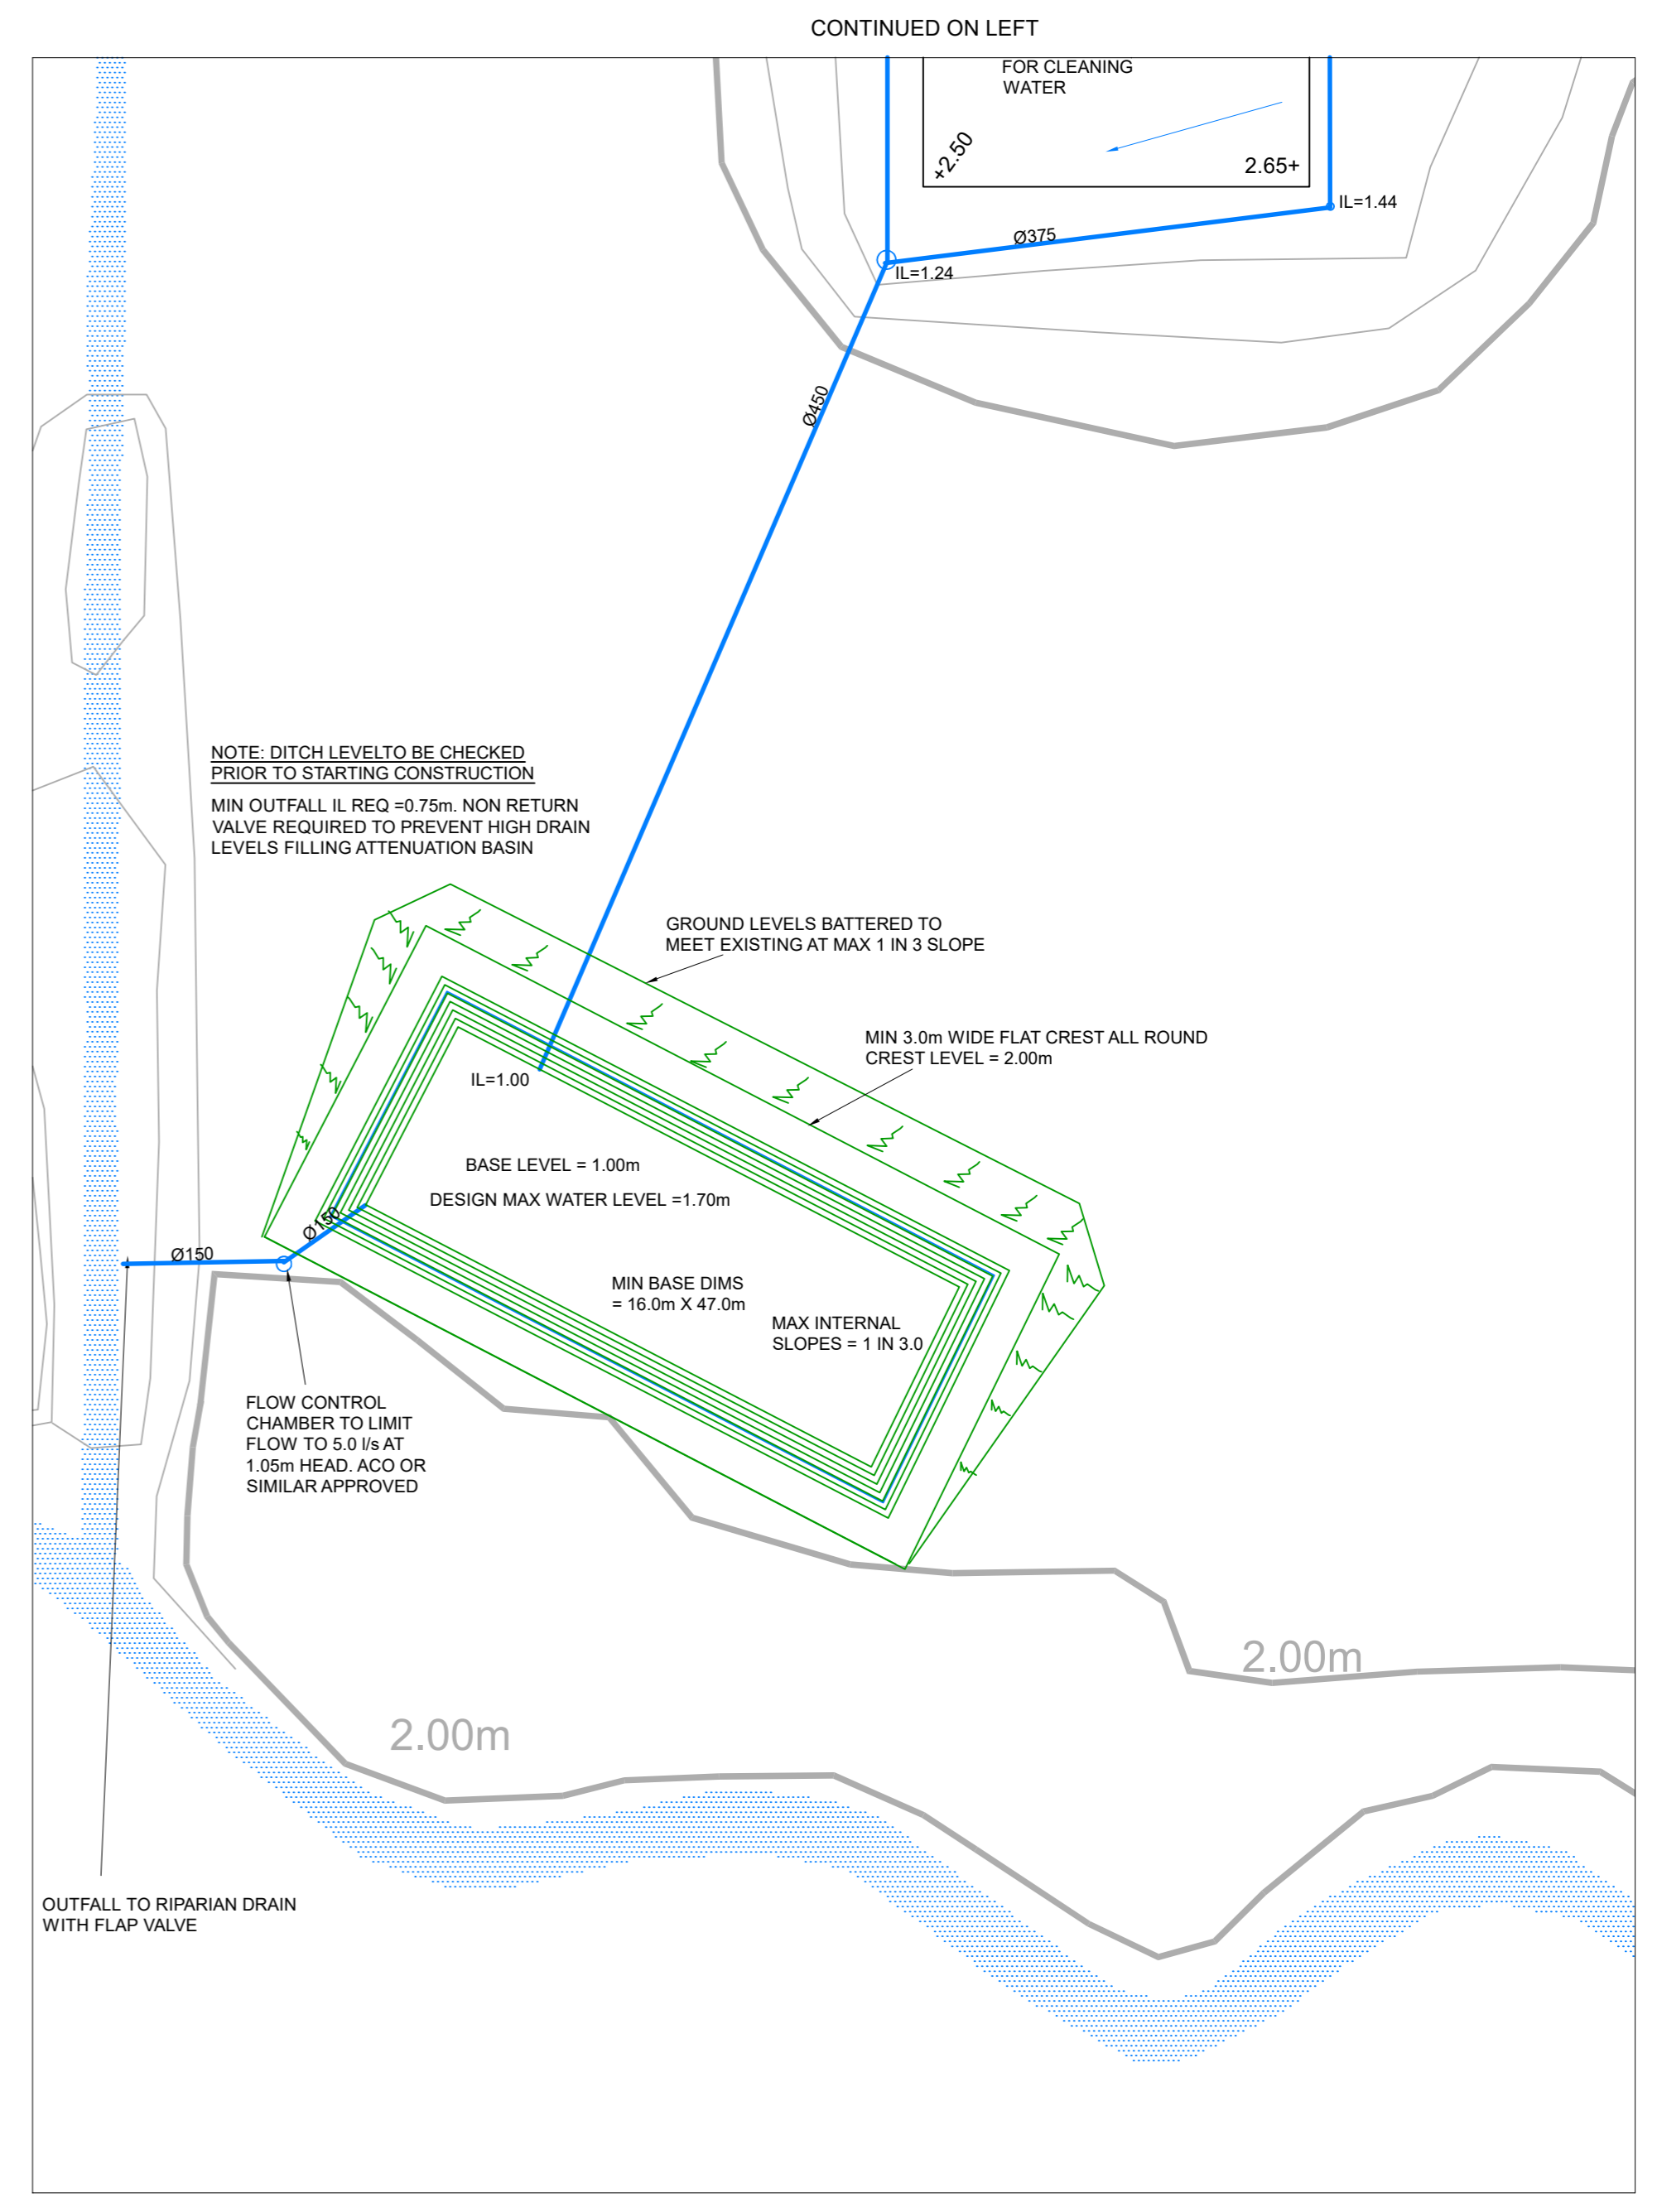 CONTINUED ON LEFT
FOR CLEANING
WATER
+2.50
2.65+
IL=1.44
Ø375
IL=1.24
Ø450
NOTE: DITCH LEVELTO BE CHECKED
PRIOR TO STARTING CONSTRUCTION
MIN OUTFALL IL REQ =0.75m. NON RETURN
VALVE REQUIRED TO PREVENT HIGH DRAIN
LEVELS FILLING ATTENUATION BASIN
GROUND LEVELS BATTERED TO
MEET EXISTING AT MAX 1 IN 3 SLOPE
MIN 3.0m WIDE FLAT CREST ALL ROUND
CREST LEVEL = 2.00m
IL=1.00
BASE LEVEL = 1.00m
DESIGN MAX WATER LEVEL =1.70m
Ø150
Ø150
MIN BASE DIMS
= 16.0m X 47.0m
MAX INTERNAL
SLOPES = 1 IN 3.0
FLOW CONTROL
CHAMBER TO LIMIT
FLOW TO 5.0 l/s AT
1.05m HEAD. ACO OR
SIMILAR APPROVED
2.00m
2.00m
OUTFALL TO RIPARIAN DRAIN
WITH FLAP VALVE